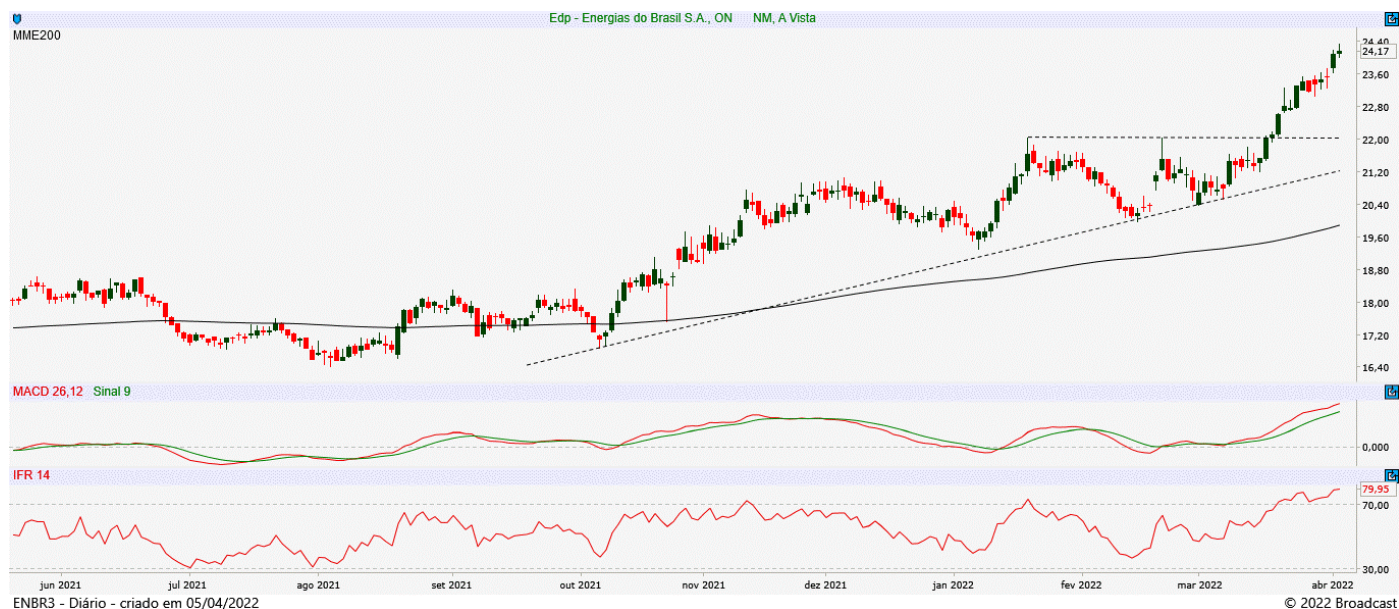 Edp - Energias do Brasil S.A., ON NM, A Vista
MME200
24,40
24,17
23,60
22,80
22,00
21,20
20,40
19,60
18,80
18,00
17,20
16,40
MACD 26,12 Sinal 9
0,000
IFR 14
79,95
70,00
30,00
jun 2021 jul 2021 ago 2021 set 2021 out 2021 nov 2021 dez 2021 jan 2022 fev 2022 mar 2022 abr 2022
ENBR3 - Diário - criado em 05/04/2022 © 2022 Broadcast